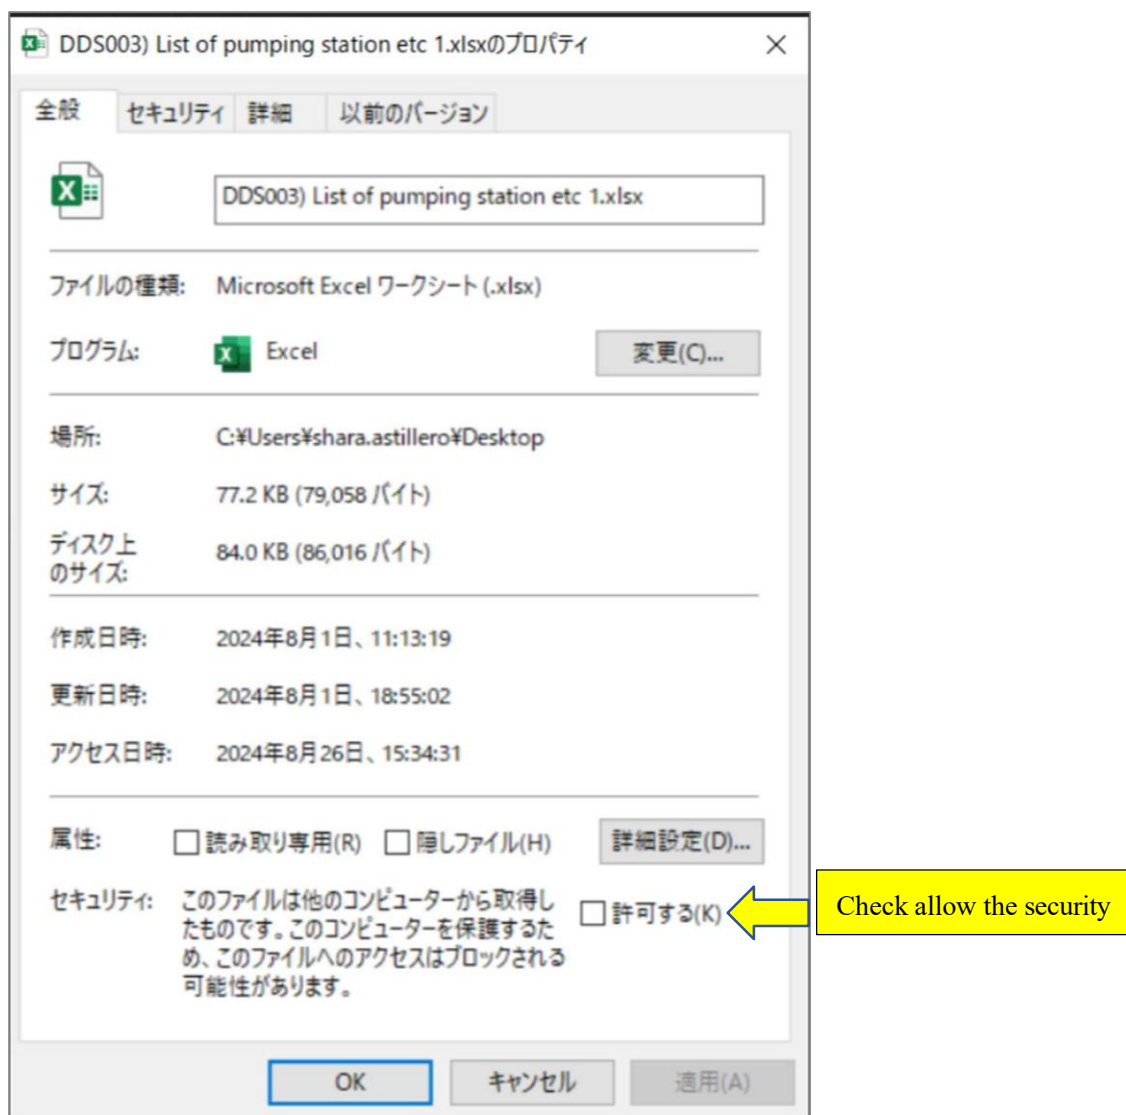 DDS003) List of pumping station etc 1.xlsxのプロパティ
全般 セキュリティ 詳細 以前のバージョン
DDS003) List of pumping station etc 1.xlsx
ファイルの種類: Microsoft Excel ワークシート (.xlsx)
プログラム: Excel 変更(C)...
場所: C:¥Users¥shara.astillero¥Desktop
サイズ: 77.2 KB (79,058 バイト)
ディスク上
のサイズ: 84.0 KB (86,016 バイト)
作成日時: 2024年8月1日、11:13:19
更新日時: 2024年8月1日、18:55:02
アクセス日時: 2024年8月26日、15:34:31
属性: 読み取り専用(R) 隠しファイル(H) 詳細設定(D)...
セキュリティ: このファイルは他のコンピューターから取得し
たものです。このコンピューターを保護するた
め、このファイルへのアクセスはブロックされる
可能性があります。
許可する(K)
Check allow the security
OK キャンセル 適用(A)